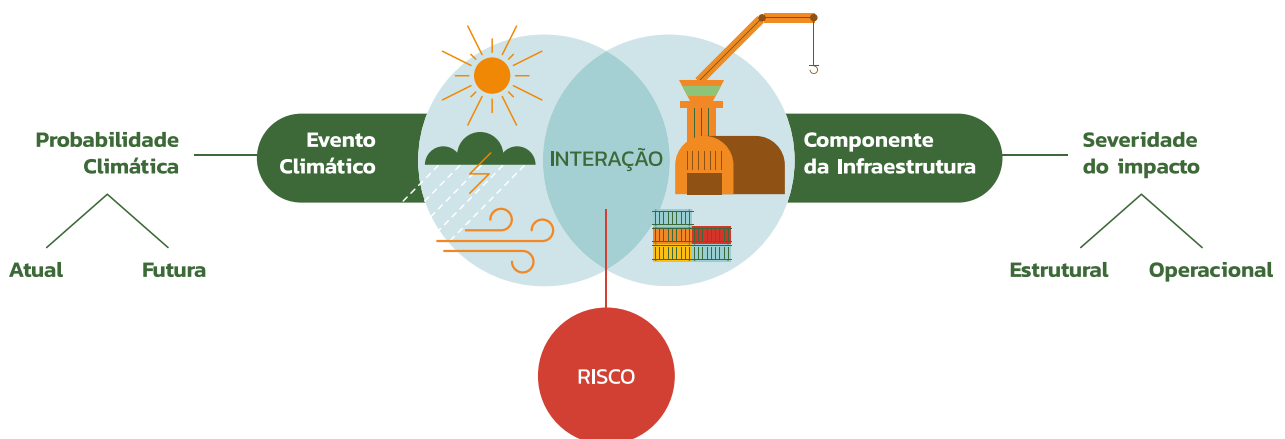 Probabilidade
Climática
Atual
Futura
Evento
Climático
INTERAÇÃO
Componente
da Infraestrutura
Severidade
do impacto
Estrutural
Operacional
RISCO